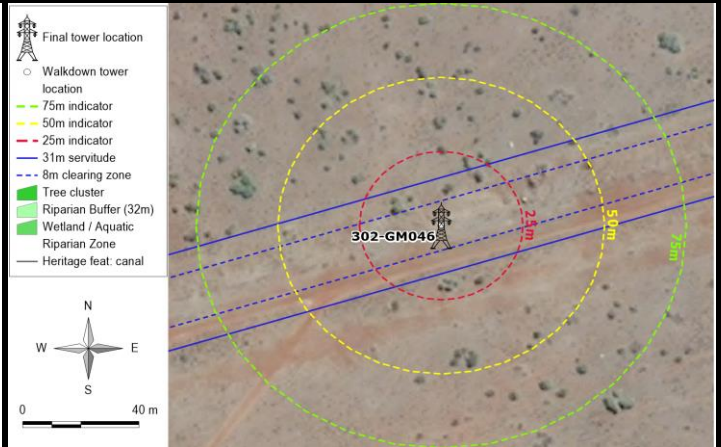 Final tower location
Walkdown tower
location
75m indicator
50m indicator
25m indicator
31m servitude
8m clearing zone
Tree cluster
Riparian Buffer (32m)
Wetland / Aquatic
Riparian Zone
Heritage feat: canal
N
W
E
S
0
40 m
302-GM046
25m
50m
75m